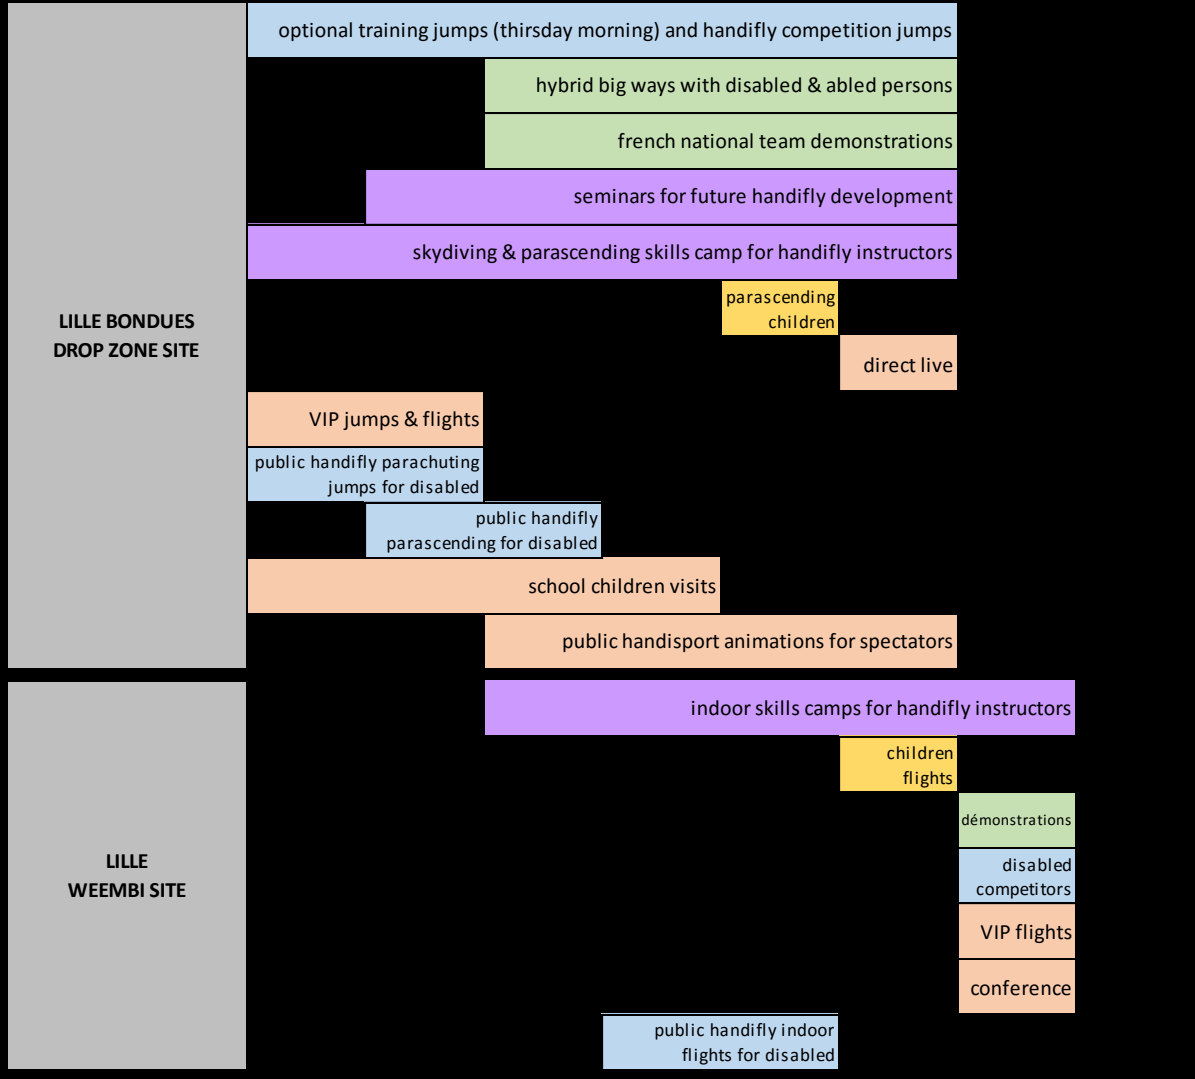 optional training jumps (thirsday morning) and handifly competition jumps
hybrid big ways with disabled & abled persons
french national team demonstrations
seminars for future handifly development
skydiving & parascending skills camp for handifly instructors
parascending
children
LILLE BONDUES
DROP ZONE SITE
direct live
VIP jumps & flights
public handifly parachuting
jumps for disabled
public handifly
parascending for disabled
school children visits
public handisport animations for spectators
indoor skills camps for handifly instructors
children
flights
démonstrations
LILLE
WEEMBI SITE
disabled
competitors
VIP flights
conference
public handifly indoor
flights for disabled